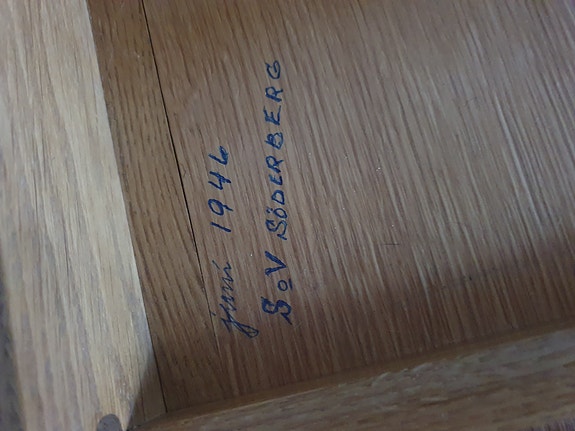 juni 1946
S o V SÖDERBERG